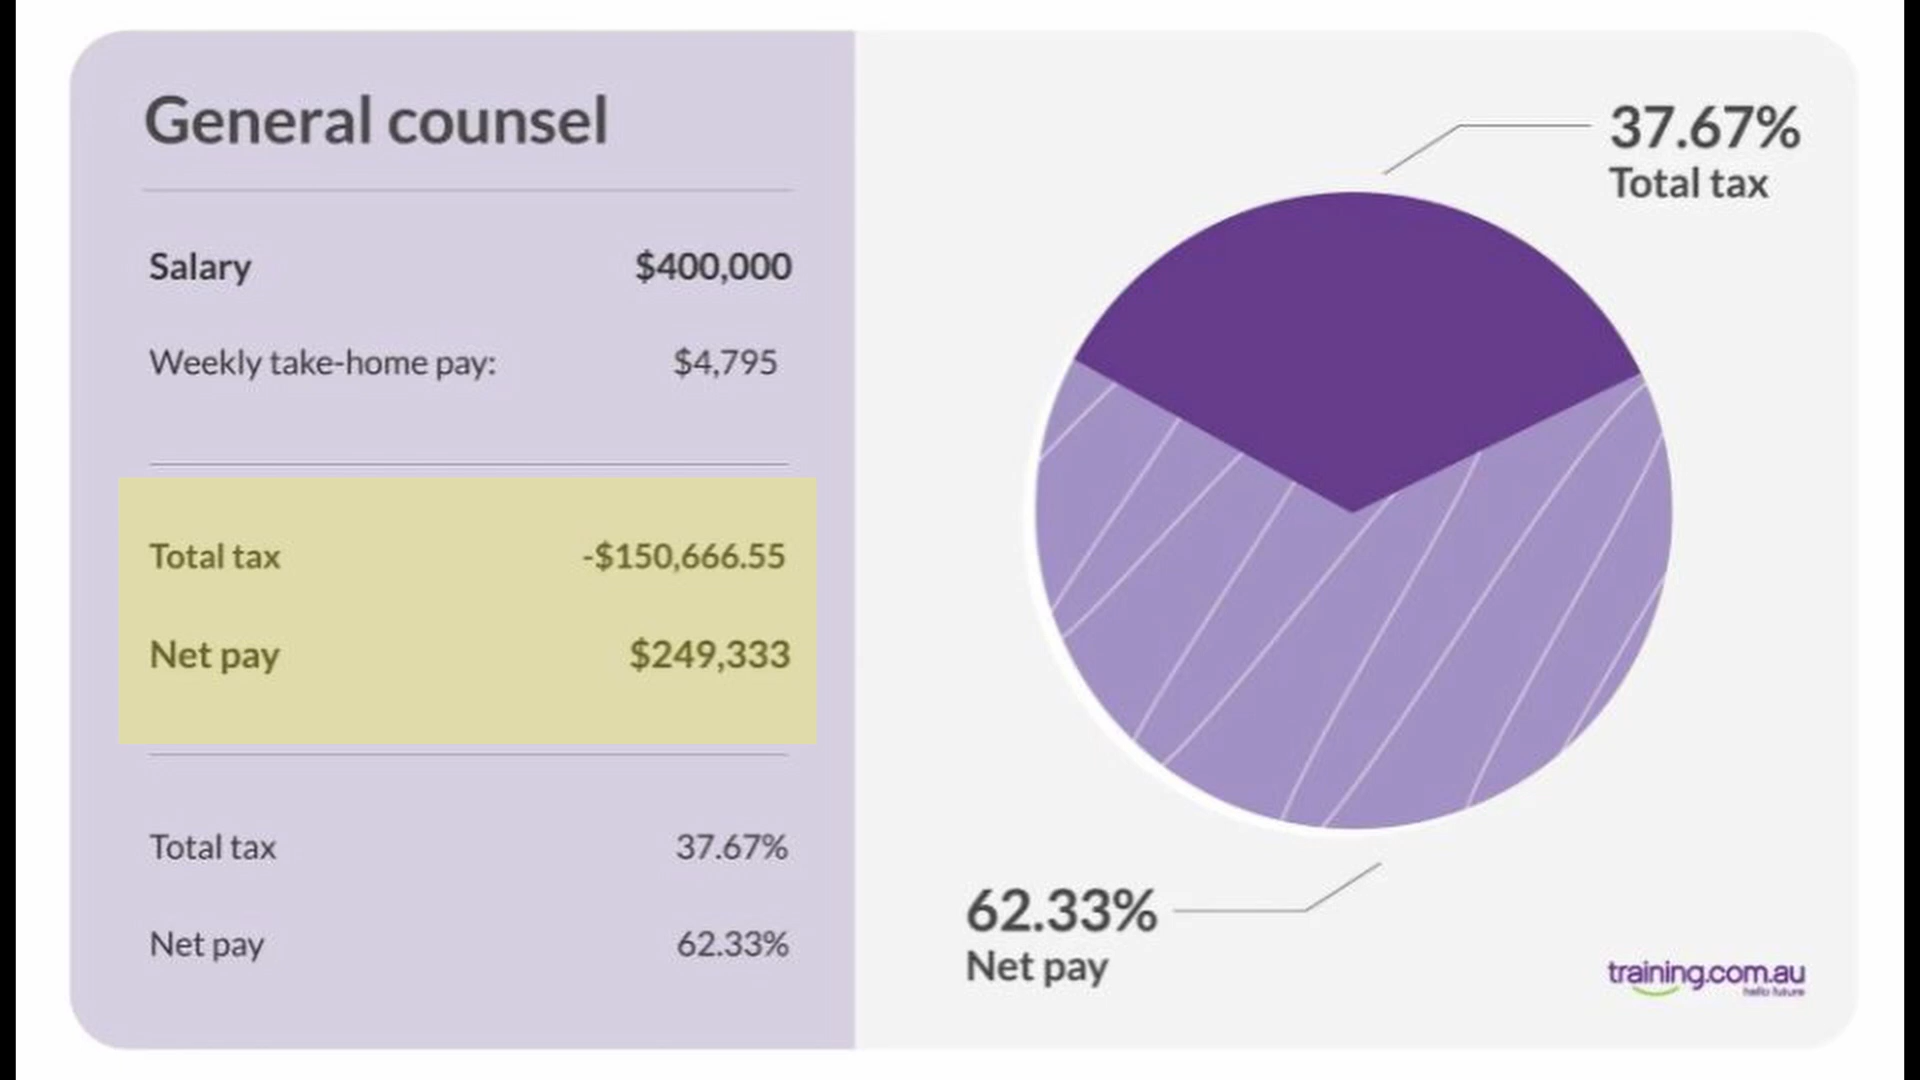 General counsel
Salary $400,000
Weekly take-home pay: $4,795
Total tax -$150,666.55
Net pay $249,333
Total tax 37.67%
Net pay 62.33%
37.67%
Total tax
62.33%
Net pay
training.com.au
hello future